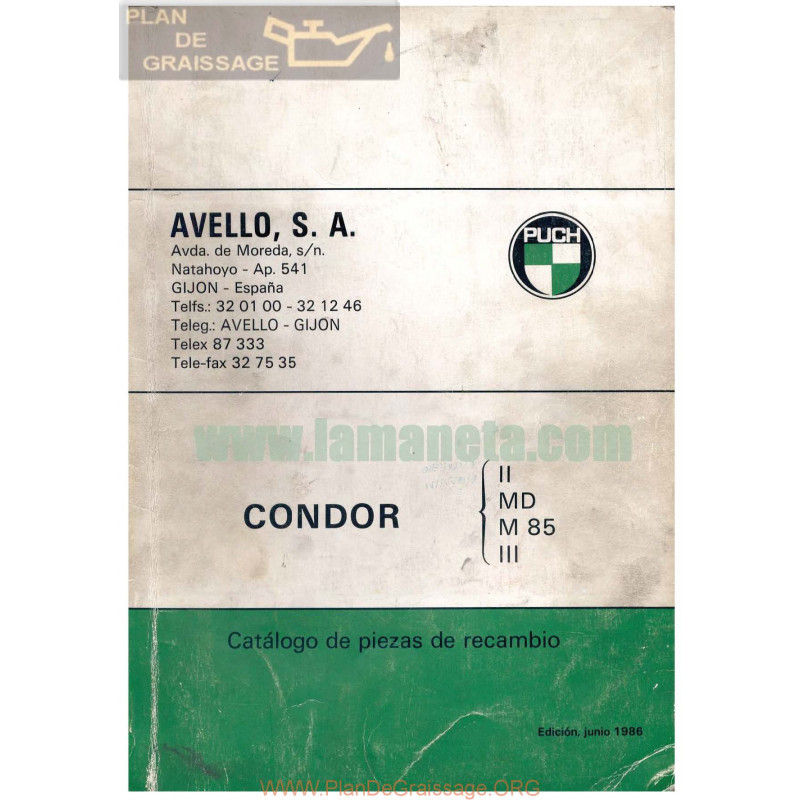 PLAN
DE
GRAISSAGE
AVELLO, S. A.
Avda. de Moreda, s/n.
Natahoyo - Ap. 541
GIJON - España
Telfs.: 32 01 00 - 32 12 46
Teleg.: AVELLO - GIJON
Telex 87 333
Tele-fax 32 75 35
PUCH
www.lamaneta.com
CONDOR
II
MD
M 85
III
Catálogo de piezas de recambio
Edición, junio 1986
www.PlanDeGraissage.ORG